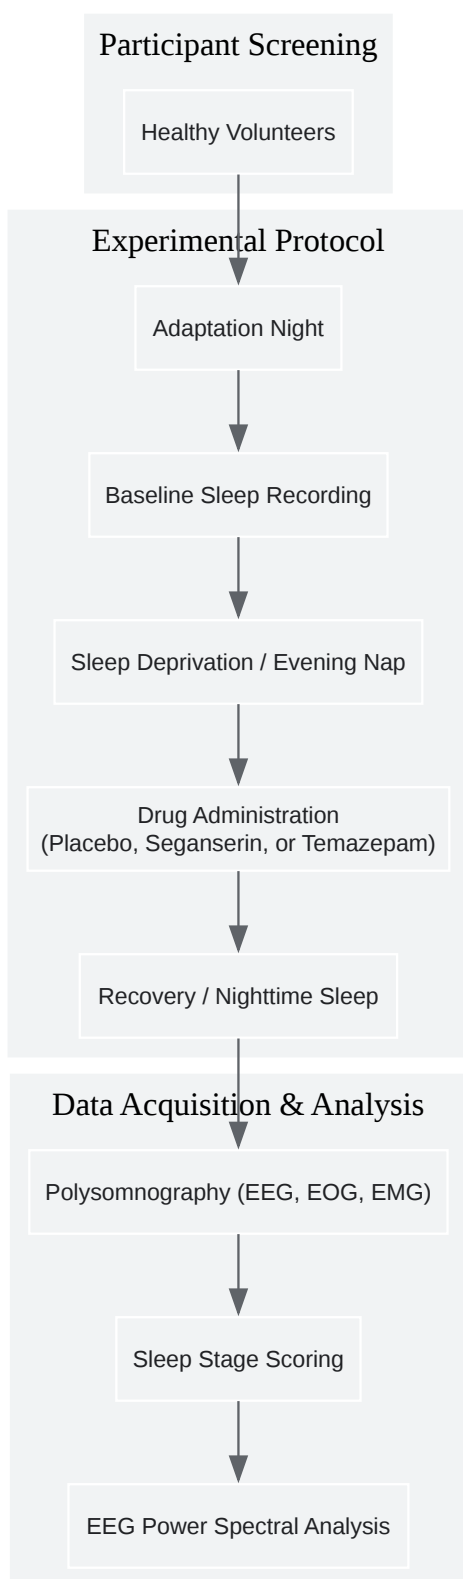 Participant Screening
Healthy Volunteers
Experimental Protocol
Adaptation Night
Baseline Sleep Recording
Sleep Deprivation / Evening Nap
Drug Administration
(Placebo, Seganserin, or Temazepam)
Recovery / Nighttime Sleep
Data Acquisition & Analysis
Polysomnography (EEG, EOG, EMG)
Sleep Stage Scoring
EEG Power Spectral Analysis